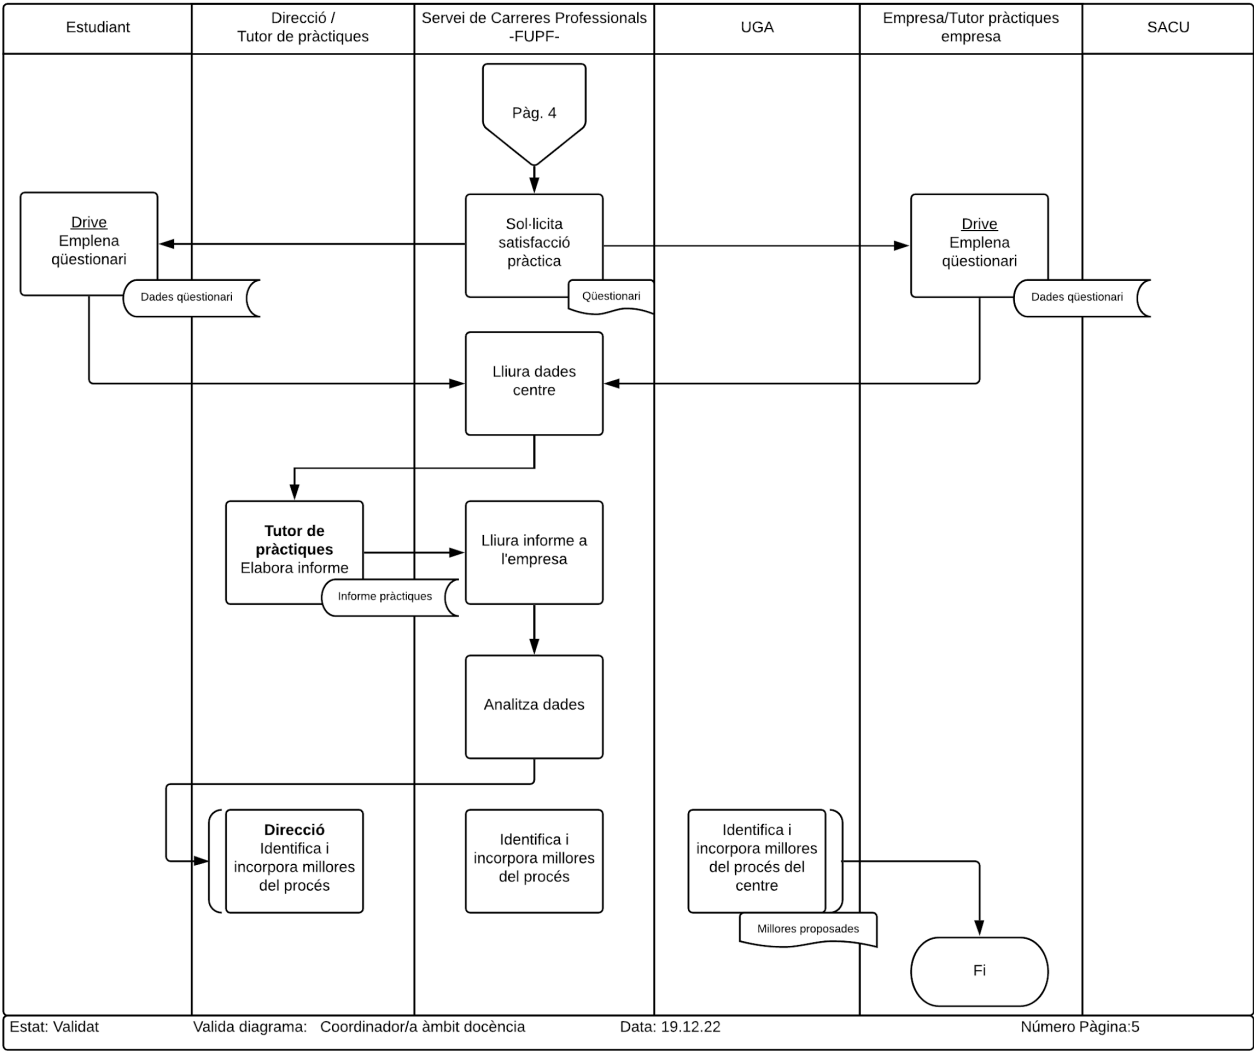 Estudiant
Direcció /
Tutor de pràctiques
Servei de Carreres Professionals
-FUPF-
UGA
Empresa/Tutor pràctiques
empresa
SACU
Pàg. 4
Drive
Emplena
qüestionari
Dades qüestionari
Sol·licita
satisfacció
pràctica
Qüestionari
Drive
Emplena
qüestionari
Dades qüestionari
Lliura dades
centre
Tutor de
pràctiques
Elabora informe
Informe pràctiques
Lliura informe a
l'empresa
Analitza dades
Direcció
Identifica i
incorpora millores
del procés
Identifica i
incorpora millores
del procés
Identifica i
incorpora millores
del procés del
centre
Millores proposades
Fi
Estat: Validat
Valida diagrama: Coordinador/a àmbit docència
Data: 19.12.22
Número Pàgina:5